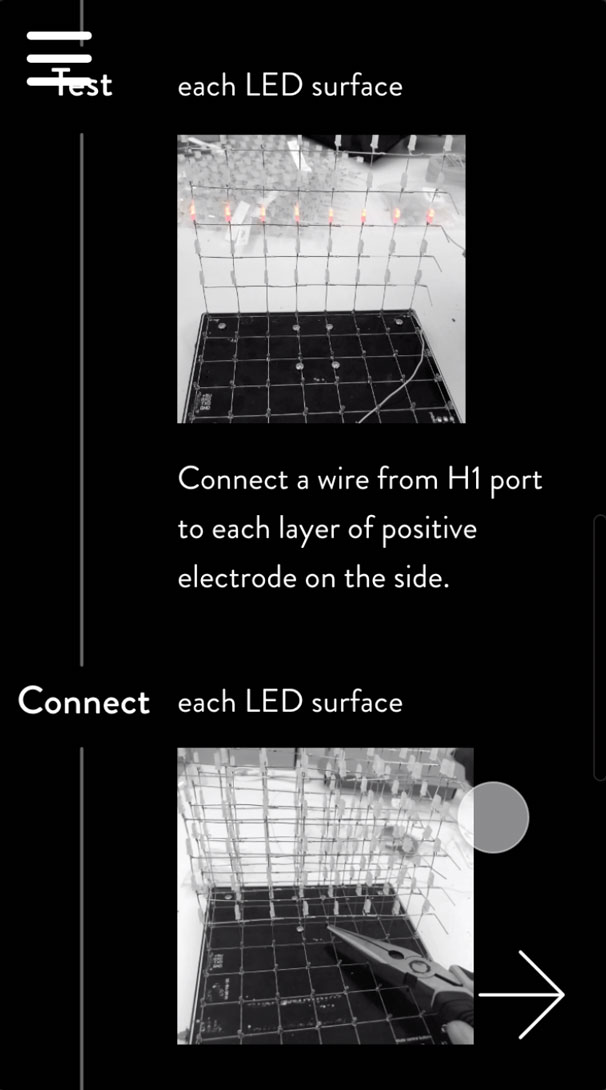 Test each LED surface
Connect a wire from H1 port
to each layer of positive
electrode on the side.
Connect each LED surface